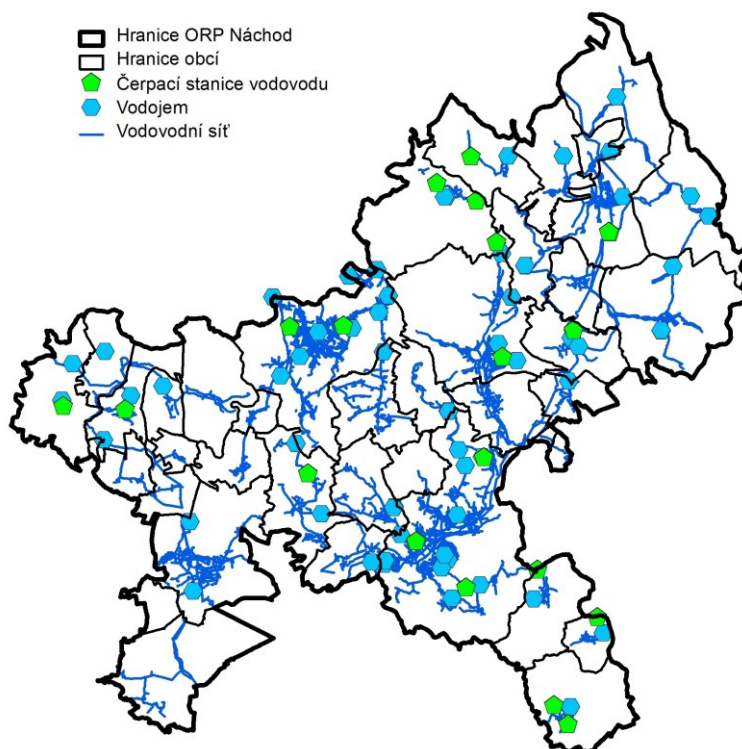 Hranice ORP Náchod
Hranice obcí
Čerpací stanice vodovodu
Vodojem
Vodovodní síť